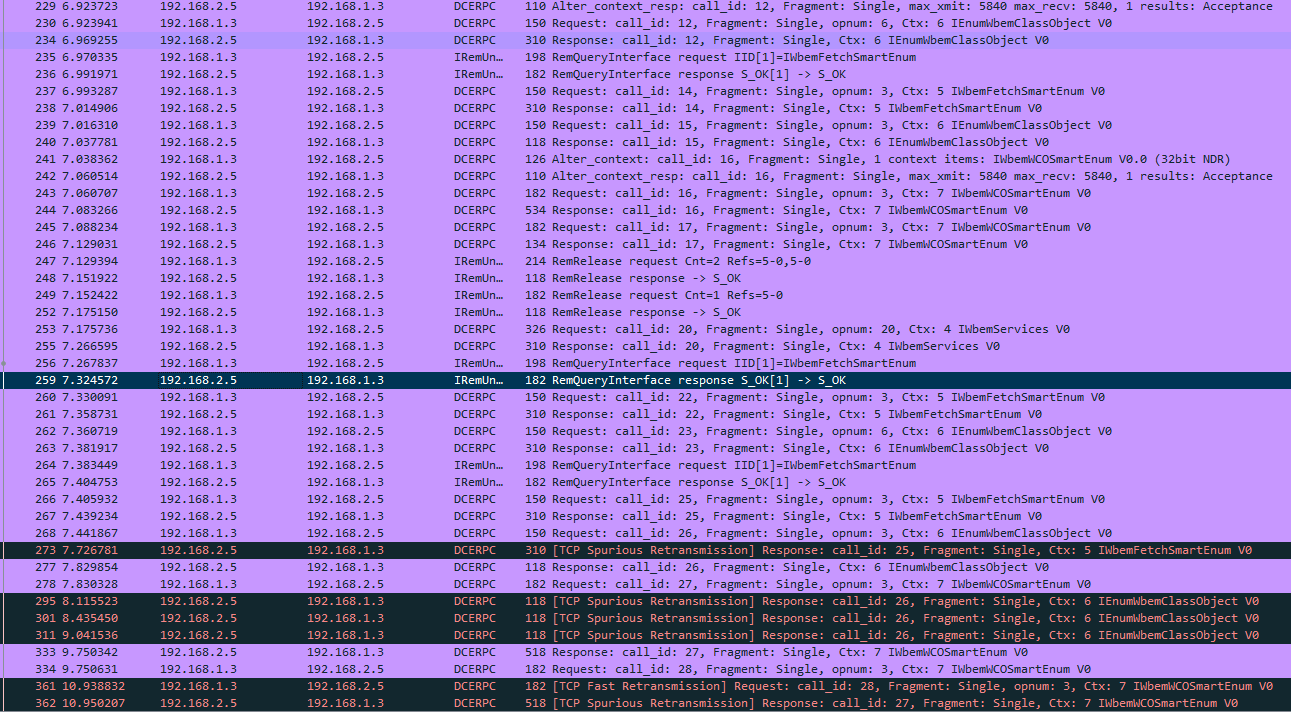 229 6.923723 192.168.2.5 192.168.1.3 DCERPC 110 Alter_context_resp: call_id: 12, Fragment: Single, max_xmit: 5840 max_recv: 5840, 1 results: Acceptance
230 6.923941 192.168.1.3 192.168.2.5 DCERPC 150 Request: call_id: 12, Fragment: Single, opnum: 6, Ctx: 6 IEnumWbemClassObject V0
234 6.969255 192.168.2.5 192.168.1.3 DCERPC 310 Response: call_id: 12, Fragment: Single, Ctx: 6 IEnumWbemClassObject V0
235 6.970335 192.168.1.3 192.168.2.5 IRemUn… 198 RemQueryInterface request IID[1]=IWbemFetchSmartEnum
236 6.991971 192.168.2.5 192.168.1.3 IRemUn… 182 RemQueryInterface response S_OK[1] -> S_OK
237 6.993287 192.168.1.3 192.168.2.5 DCERPC 150 Request: call_id: 14, Fragment: Single, opnum: 3, Ctx: 5 IWbemFetchSmartEnum V0
238 7.014906 192.168.2.5 192.168.1.3 DCERPC 310 Response: call_id: 14, Fragment: Single, Ctx: 5 IWbemFetchSmartEnum V0
239 7.016310 192.168.1.3 192.168.2.5 DCERPC 150 Request: call_id: 15, Fragment: Single, opnum: 3, Ctx: 6 IEnumWbemClassObject V0
240 7.037781 192.168.2.5 192.168.1.3 DCERPC 118 Response: call_id: 15, Fragment: Single, Ctx: 6 IEnumWbemClassObject V0
241 7.038362 192.168.1.3 192.168.2.5 DCERPC 126 Alter_context: call_id: 16, Fragment: Single, 1 context items: IWbemWCOSmartEnum V0.0 (32bit NDR)
242 7.060514 192.168.2.5 192.168.1.3 DCERPC 110 Alter_context_resp: call_id: 16, Fragment: Single, max_xmit: 5840 max_recv: 5840, 1 results: Acceptance
243 7.060707 192.168.1.3 192.168.2.5 DCERPC 182 Request: call_id: 16, Fragment: Single, opnum: 3, Ctx: 7 IWbemWCOSmartEnum V0
244 7.083266 192.168.2.5 192.168.1.3 DCERPC 534 Response: call_id: 16, Fragment: Single, Ctx: 7 IWbemWCOSmartEnum V0
245 7.088234 192.168.1.3 192.168.2.5 DCERPC 182 Request: call_id: 17, Fragment: Single, opnum: 3, Ctx: 7 IWbemWCOSmartEnum V0
246 7.129031 192.168.2.5 192.168.1.3 DCERPC 134 Response: call_id: 17, Fragment: Single, Ctx: 7 IWbemWCOSmartEnum V0
247 7.129394 192.168.1.3 192.168.2.5 IRemUn… 214 RemRelease request Cnt=2 Refs=5-0,5-0
248 7.151922 192.168.2.5 192.168.1.3 IRemUn… 118 RemRelease response -> S_OK
249 7.152422 192.168.1.3 192.168.2.5 IRemUn… 182 RemRelease request Cnt=1 Refs=5-0
252 7.175150 192.168.2.5 192.168.1.3 IRemUn… 118 RemRelease response -> S_OK
253 7.175736 192.168.1.3 192.168.2.5 DCERPC 326 Request: call_id: 20, Fragment: Single, opnum: 20, Ctx: 4 IWbemServices V0
255 7.266595 192.168.2.5 192.168.1.3 DCERPC 310 Response: call_id: 20, Fragment: Single, Ctx: 4 IWbemServices V0
256 7.267837 192.168.1.3 192.168.2.5 IRemUn… 198 RemQueryInterface request IID[1]=IWbemFetchSmartEnum
259 7.324572 192.168.2.5 192.168.1.3 IRemUn… 182 RemQueryInterface response S_OK[1] -> S_OK
260 7.330091 192.168.1.3 192.168.2.5 DCERPC 150 Request: call_id: 22, Fragment: Single, opnum: 3, Ctx: 5 IWbemFetchSmartEnum V0
261 7.358731 192.168.2.5 192.168.1.3 DCERPC 310 Response: call_id: 22, Fragment: Single, Ctx: 5 IWbemFetchSmartEnum V0
262 7.360719 192.168.1.3 192.168.2.5 DCERPC 150 Request: call_id: 23, Fragment: Single, opnum: 6, Ctx: 6 IEnumWbemClassObject V0
263 7.381917 192.168.2.5 192.168.1.3 DCERPC 310 Response: call_id: 23, Fragment: Single, Ctx: 6 IEnumWbemClassObject V0
264 7.383449 192.168.1.3 192.168.2.5 IRemUn… 198 RemQueryInterface request IID[1]=IWbemFetchSmartEnum
265 7.404753 192.168.2.5 192.168.1.3 IRemUn… 182 RemQueryInterface response S_OK[1] -> S_OK
266 7.405932 192.168.1.3 192.168.2.5 DCERPC 150 Request: call_id: 25, Fragment: Single, opnum: 3, Ctx: 5 IWbemFetchSmartEnum V0
267 7.439234 192.168.2.5 192.168.1.3 DCERPC 310 Response: call_id: 25, Fragment: Single, Ctx: 5 IWbemFetchSmartEnum V0
268 7.441867 192.168.1.3 192.168.2.5 DCERPC 150 Request: call_id: 26, Fragment: Single, opnum: 3, Ctx: 6 IEnumWbemClassObject V0
273 7.726781 192.168.2.5 192.168.1.3 DCERPC 310 [TCP Spurious Retransmission] Response: call_id: 25, Fragment: Single, Ctx: 5 IWbemFetchSmartEnum V0
277 7.829854 192.168.2.5 192.168.1.3 DCERPC 118 Response: call_id: 26, Fragment: Single, Ctx: 6 IEnumWbemClassObject V0
278 7.830328 192.168.1.3 192.168.2.5 DCERPC 182 Request: call_id: 27, Fragment: Single, opnum: 3, Ctx: 7 IWbemWCOSmartEnum V0
295 8.115523 192.168.2.5 192.168.1.3 DCERPC 118 [TCP Spurious Retransmission] Response: call_id: 26, Fragment: Single, Ctx: 6 IEnumWbemClassObject V0
301 8.435450 192.168.2.5 192.168.1.3 DCERPC 118 [TCP Spurious Retransmission] Response: call_id: 26, Fragment: Single, Ctx: 6 IEnumWbemClassObject V0
311 9.041536 192.168.2.5 192.168.1.3 DCERPC 118 [TCP Spurious Retransmission] Response: call_id: 26, Fragment: Single, Ctx: 6 IEnumWbemClassObject V0
333 9.750342 192.168.2.5 192.168.1.3 DCERPC 518 Response: call_id: 27, Fragment: Single, Ctx: 7 IWbemWCOSmartEnum V0
334 9.750631 192.168.1.3 192.168.2.5 DCERPC 182 Request: call_id: 28, Fragment: Single, opnum: 3, Ctx: 7 IWbemWCOSmartEnum V0
361 10.938832 192.168.1.3 192.168.2.5 DCERPC 182 [TCP Fast Retransmission] Request: call_id: 28, Fragment: Single, opnum: 3, Ctx: 7 IWbemWCOSmartEnum V0
362 10.950207 192.168.2.5 192.168.1.3 DCERPC 518 [TCP Spurious Retransmission] Response: call_id: 27, Fragment: Single, Ctx: 7 IWbemWCOSmartEnum V0